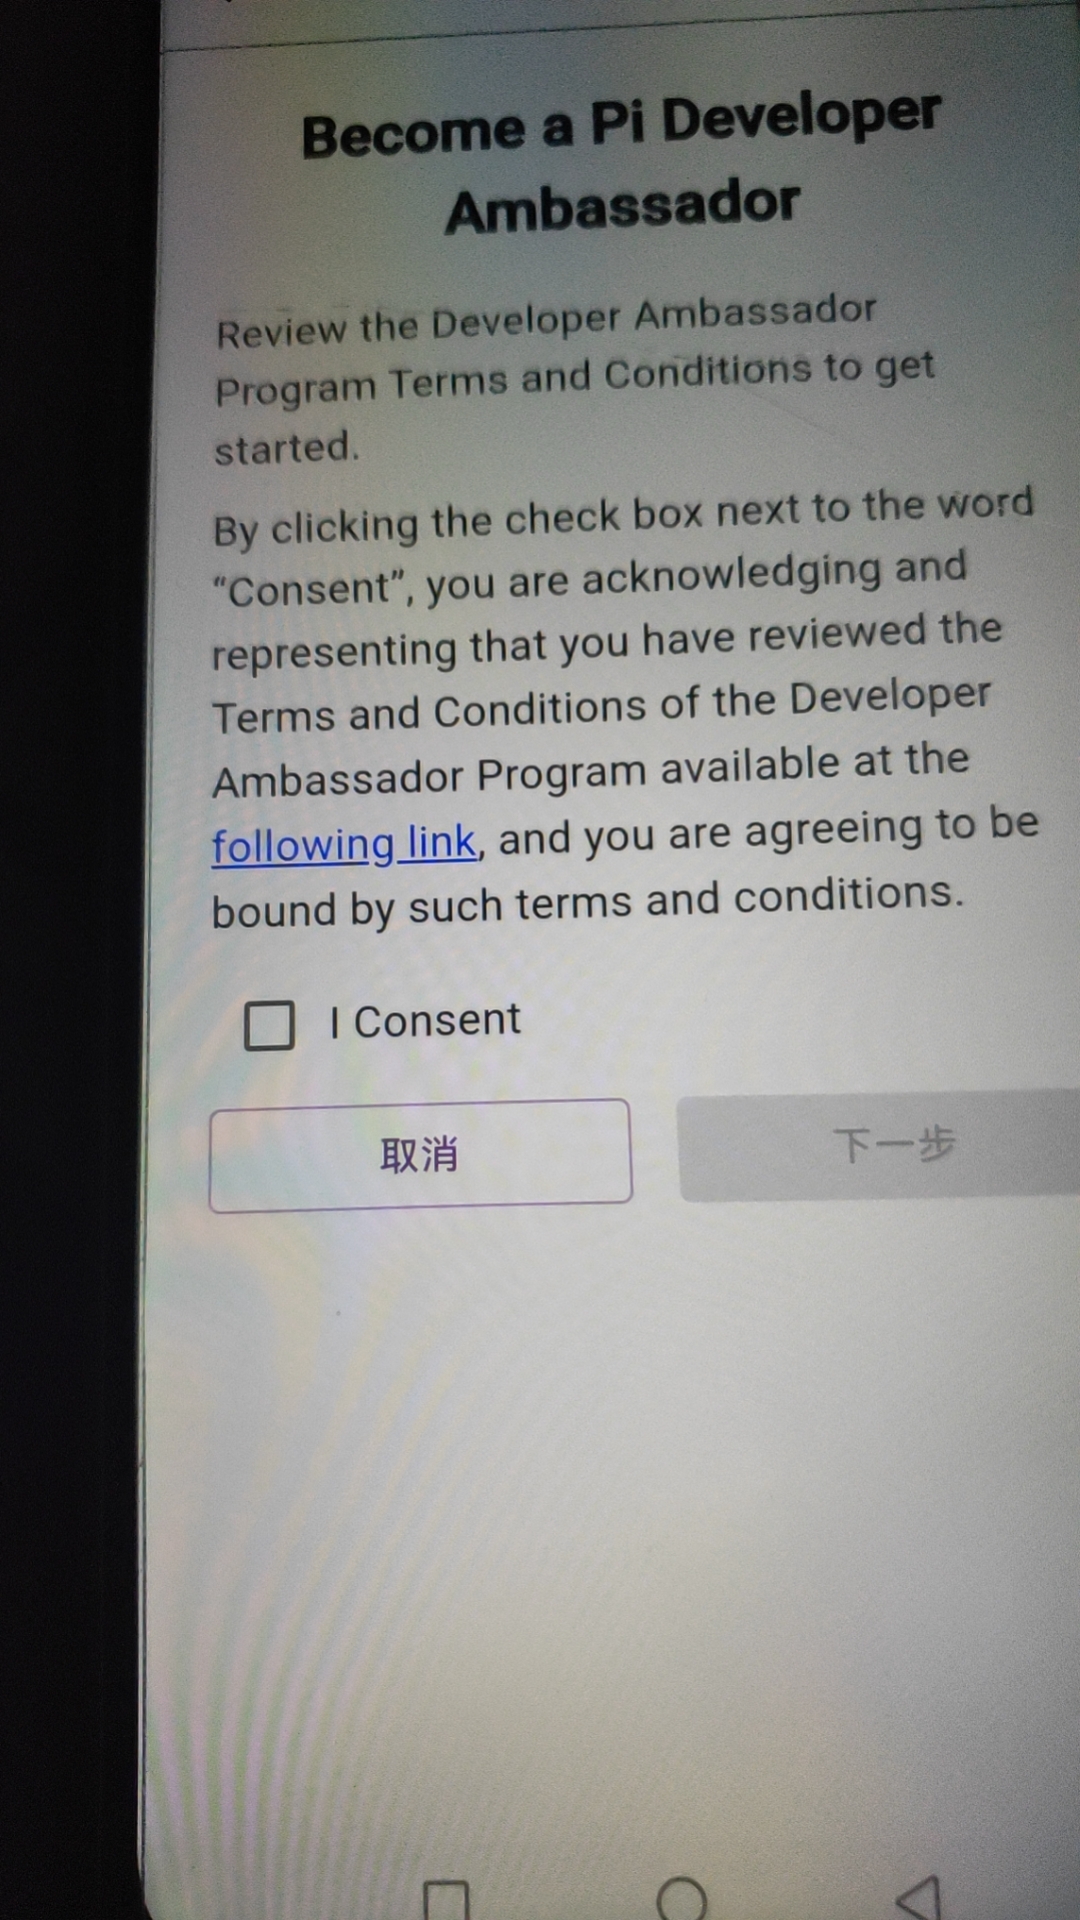 Become a Pi Developer
Ambassador
Review the Developer Ambassador
Program Terms and Conditions to get
started.
By clicking the check box next to the word
“Consent”, you are acknowledging and
representing that you have reviewed the
Terms and Conditions of the Developer
Ambassador Program available at the
following link, and you are agreeing to be
bound by such terms and conditions.
I Consent
取消
下一步